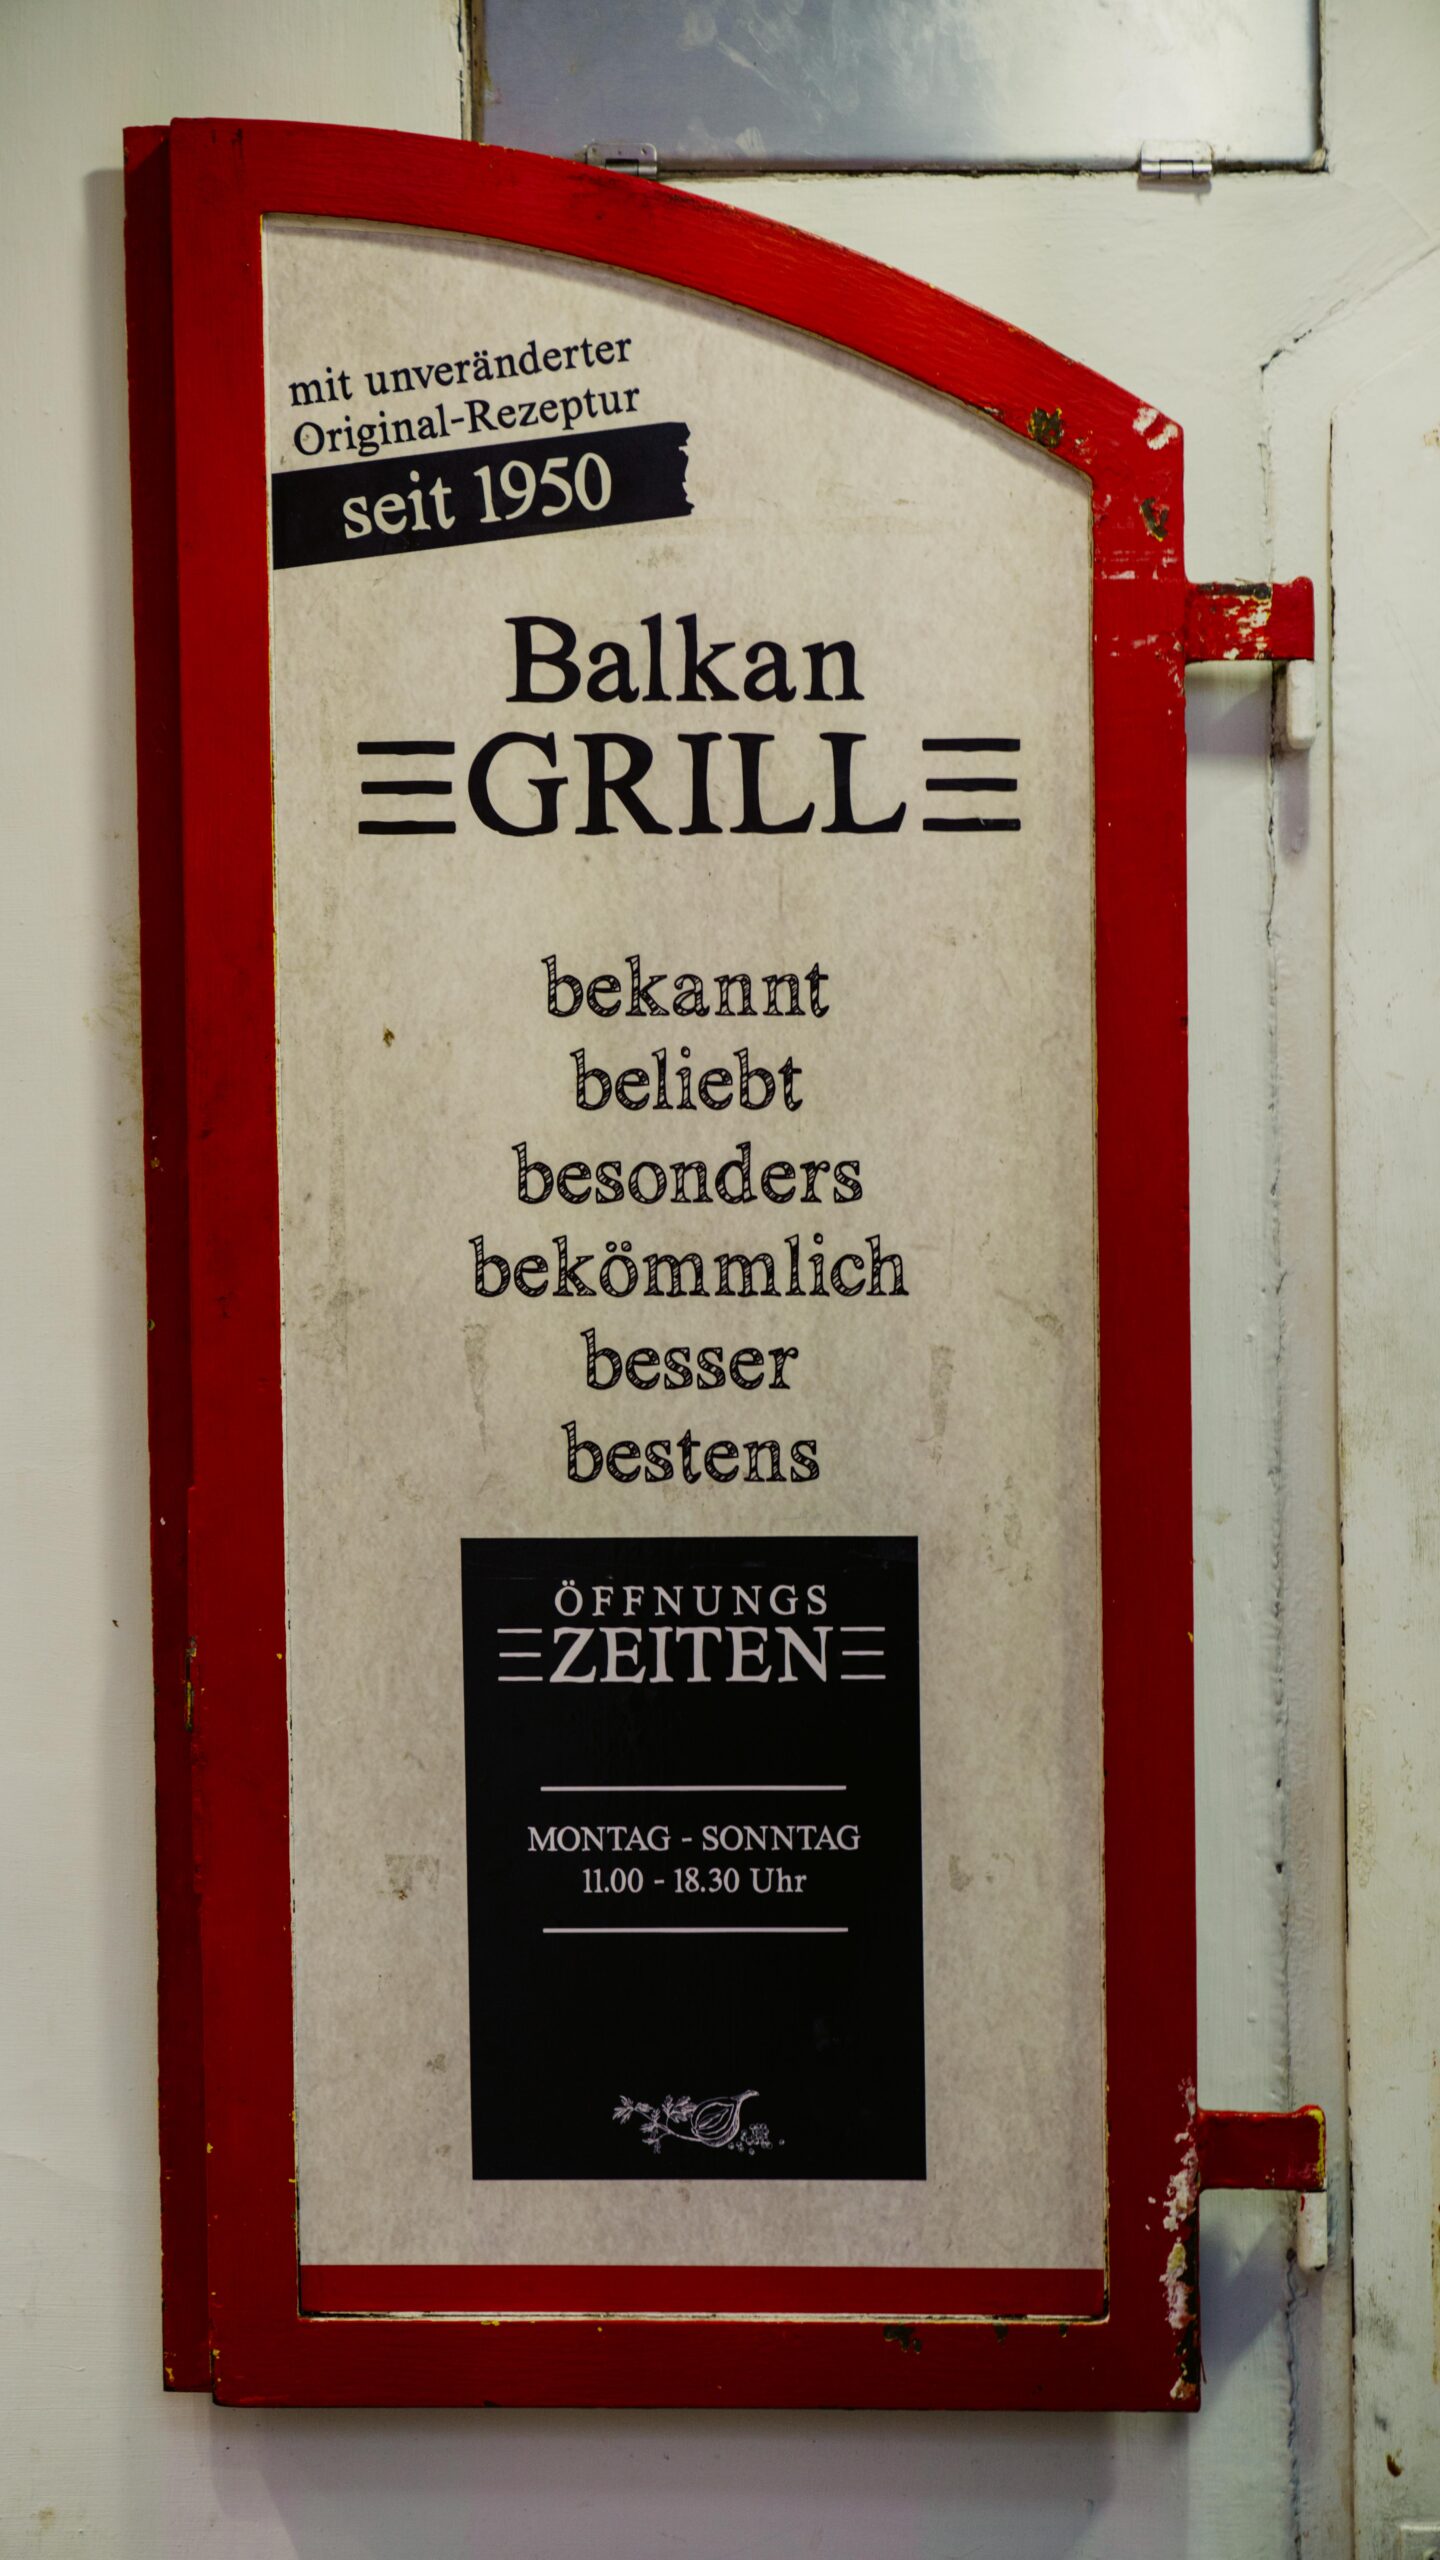 mit unveränderter
Original-Rezeptur
seit 1950
Balkan
GRILL
bekannt
beliebt
besonders
bekömmlich
besser
bestens
ÖFFNUNGS
ZEITEN
MONTAG - SONNTAG
11.00 - 18.30 Uhr